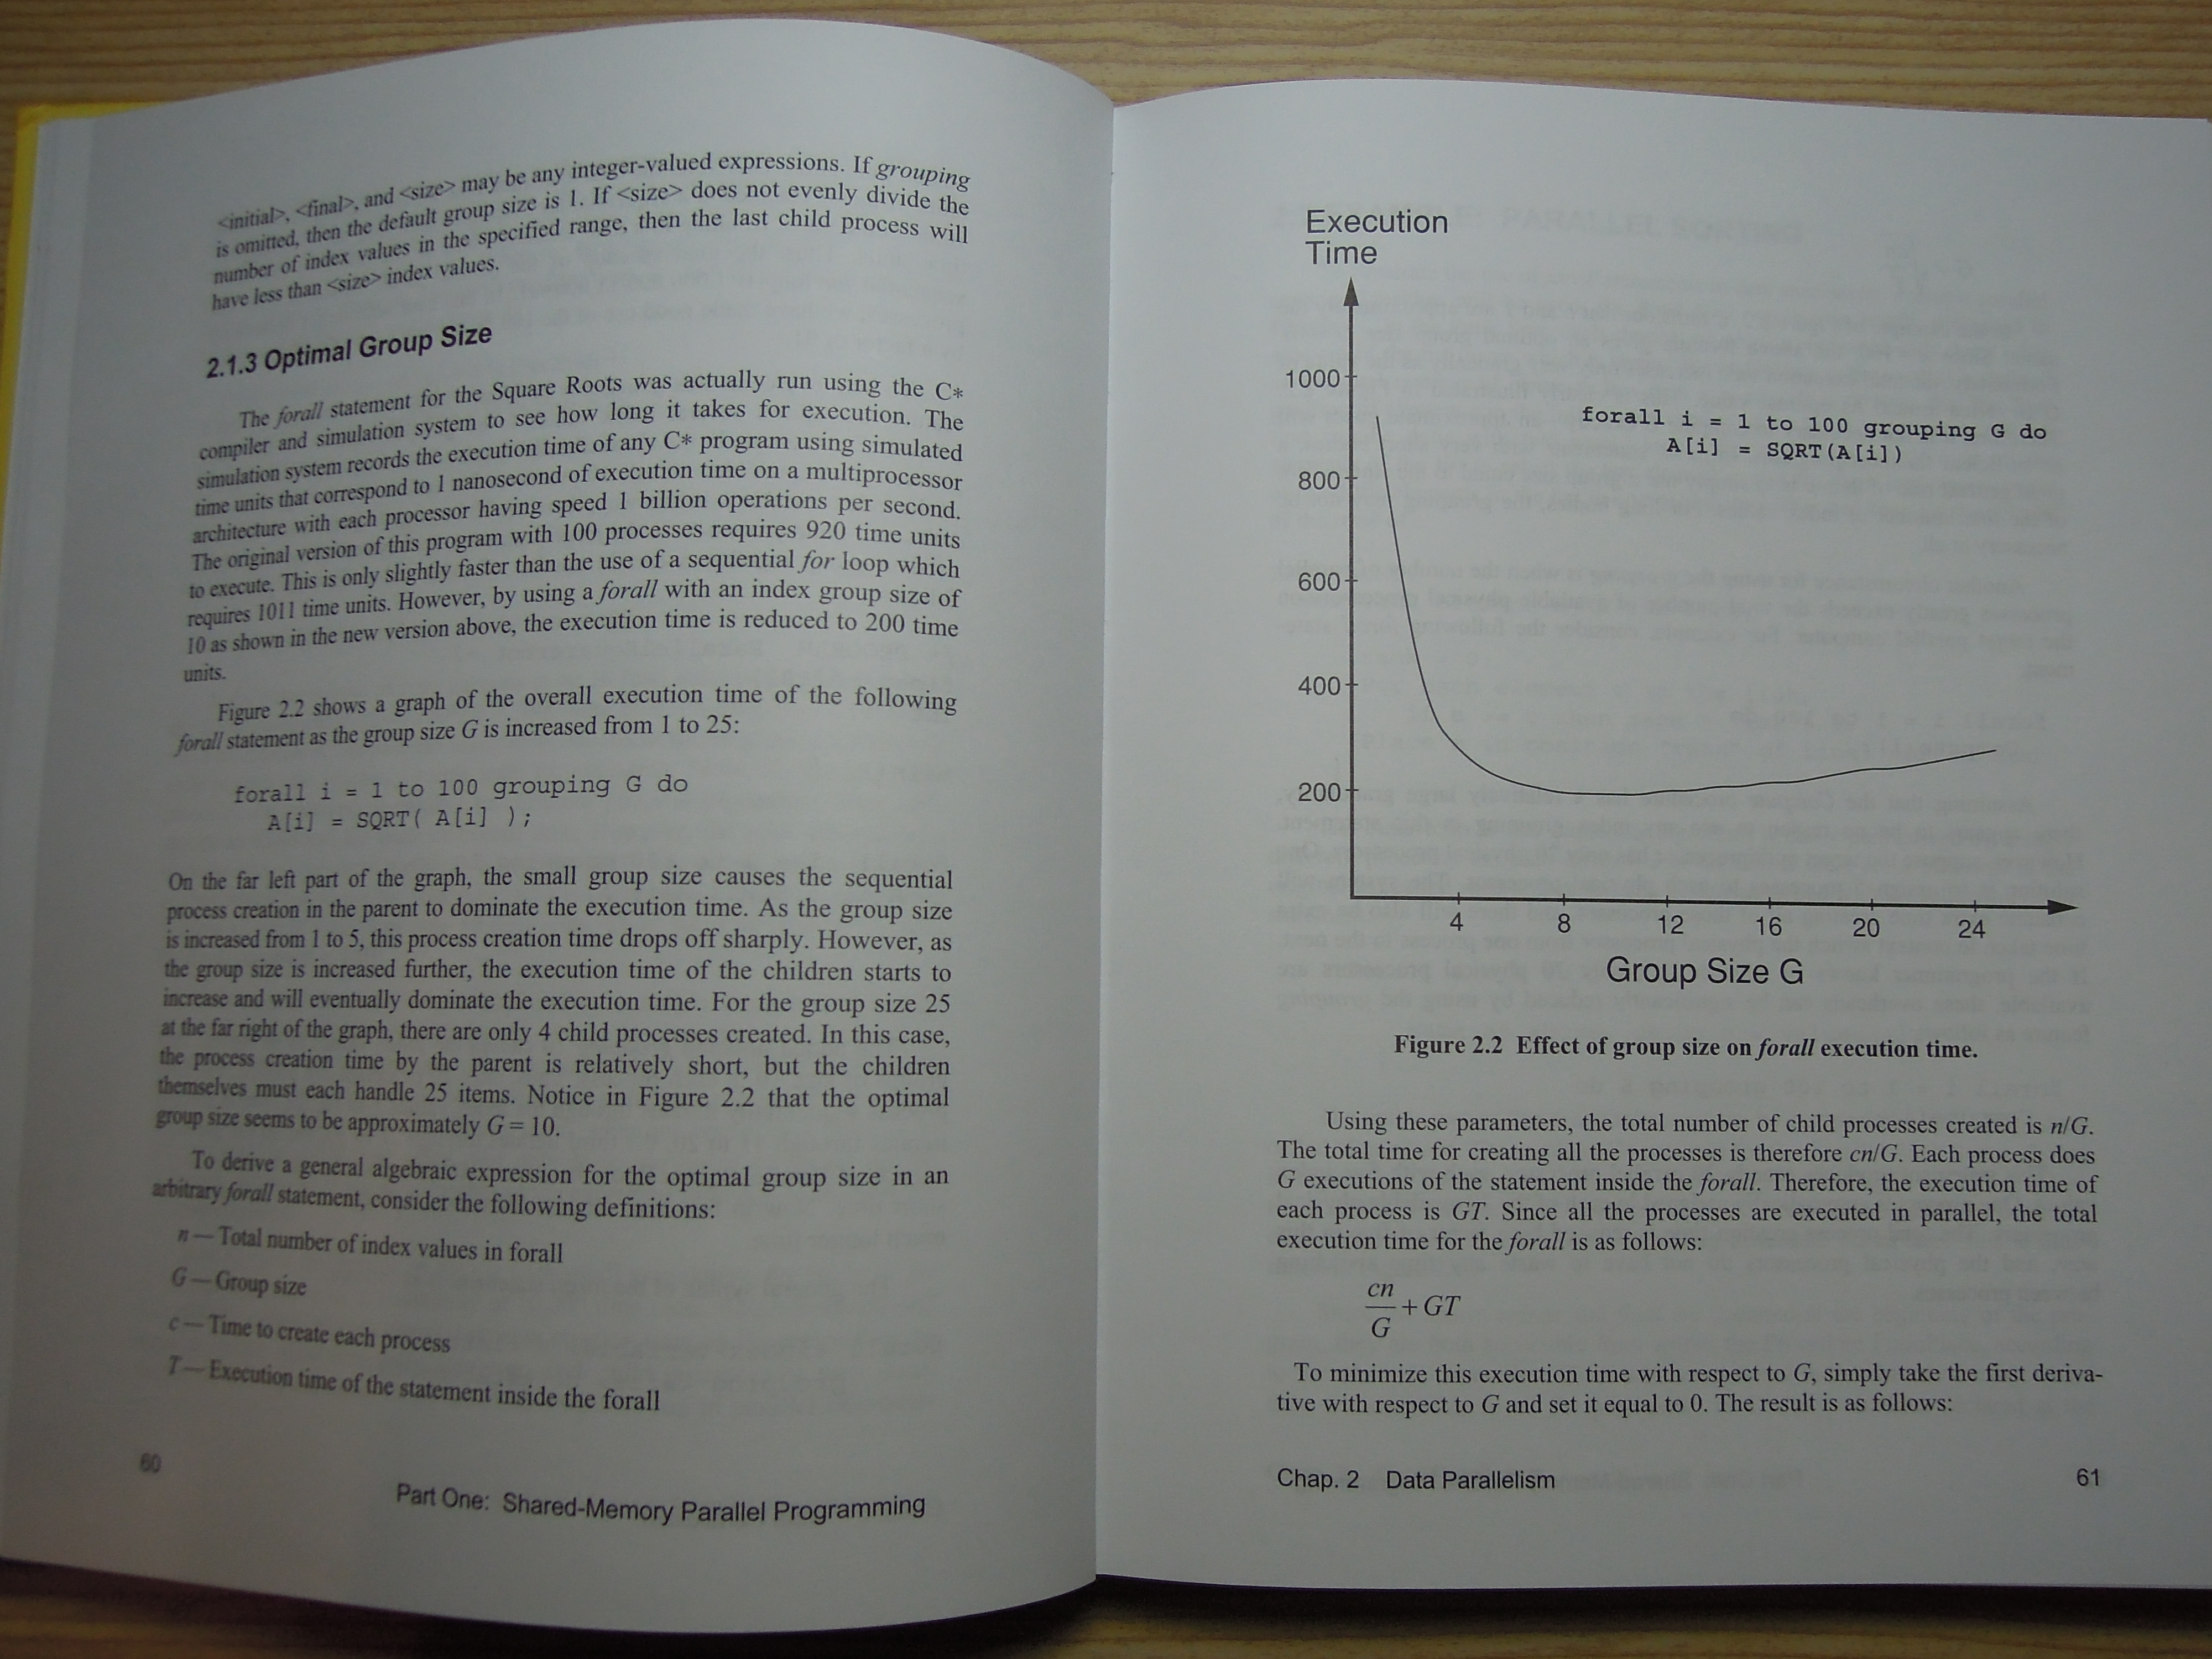 <initial>, <final>, and <size> may be any integer-valued expressions. If grouping
is omitted, then the default group size is 1. If <size> does not evenly divide the
number of index values in the specified range, then the last child process will
have less than <size> index values.
2.1.3 Optimal Group Size
The forall statement for the Square Roots was actually run using the C*
compiler and simulation system to see how long it takes for execution. The
simulation system records the execution time of any C* program using simulated
time units that correspond to 1 nanosecond of execution time on a multiprocessor
architecture with each processor having speed 1 billion operations per second.
The original version of this program with 100 processes requires 920 time units
to execute. This is only slightly faster than the use of a sequential for loop which
requires 1011 time units. However, by using a forall with an index group size of
10 as shown in the new version above, the execution time is reduced to 200 time
units.
Figure 2.2 shows a graph of the overall execution time of the following
forall statement as the group size G is increased from 1 to 25:
forall i = 1 to 100 grouping G do
A[i] = SQRT( A[i] );
On the far left part of the graph, the small group size causes the sequential
process creation in the parent to dominate the execution time. As the group size
is increased from 1 to 5, this process creation time drops off sharply. However, as
the group size is increased further, the execution time of the children starts to
increase and will eventually dominate the execution time. For the group size 25
at the far right of the graph, there are only 4 child processes created. In this case,
the process creation time by the parent is relatively short, but the children
themselves must each handle 25 items. Notice in Figure 2.2 that the optimal
group size seems to be approximately G = 10.
To derive a general algebraic expression for the optimal group size in an
arbitrary forall statement, consider the following definitions:
n — Total number of index values in forall
G — Group size
c — Time to create each process
T — Execution time of the statement inside the forall
60
Part One: Shared-Memory Parallel Programming
Execution
Time
1000
forall i = 1 to 100 grouping G do
A[i] = SQRT(A[i])
800
600
400
200
4 8 12 16 20 24
Group Size G
Figure 2.2 Effect of group size on forall execution time.
Using these parameters, the total number of child processes created is n/G.
The total time for creating all the processes is therefore cn/G. Each process does
G executions of the statement inside the forall. Therefore, the execution time of
each process is GT. Since all the processes are executed in parallel, the total
execution time for the forall is as follows:
cn
— + GT
G
To minimize this execution time with respect to G, simply take the first deriva-
tive with respect to G and set it equal to 0. The result is as follows:
Chap. 2 Data Parallelism 61